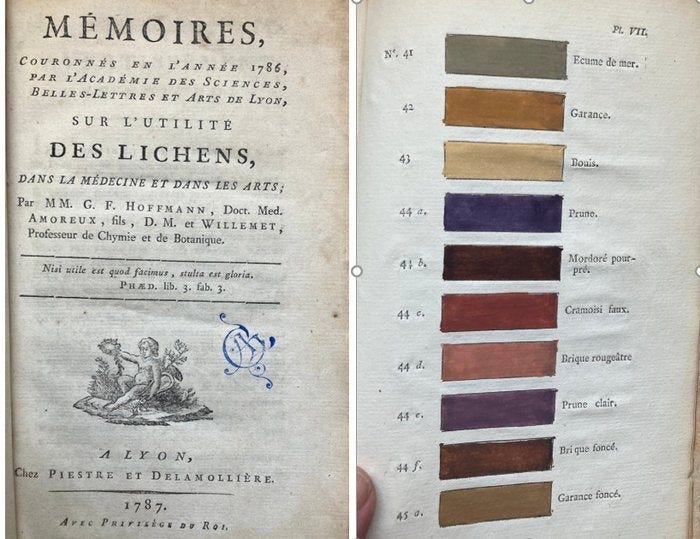 MÉMOIRES,
COURONNÉS EN L'ANNÉE 1786,
PAR L'ACADÉMIE DES SCIENCES,
BELLES-LETTRES ET ARTS DE LYON,
SUR L'UTILITÉ
DES LICHENS,
DANS LA MÉDECINE ET DANS LES ARTS;
Par MM. G. F. HOFFMANN, Doct. Med.
AMOREUX, fils, D. M. et WILLEMET,
Professeur de Chymie et de Botanique.
Nisi utile est quod facimus, stulta est gloria.
PHÆD. lib. 3. fab. 3.
A LYON,
Chez PIESTRE ET DELAMOLLIÈRE.
1787.
AVEC PRIVILÉGE DU ROI.
Pl. VII.
Nº. 41 Ecume de mer.
42 Garance.
43 Bouis.
44 a. Prune.
44 b. Mordoré pour-
pré.
44 c. Cramoisi faux.
44 d. Brique rougeâtre
44 e. Prune clair.
44 f. Brique foncé.
45 a. Garance foncé.